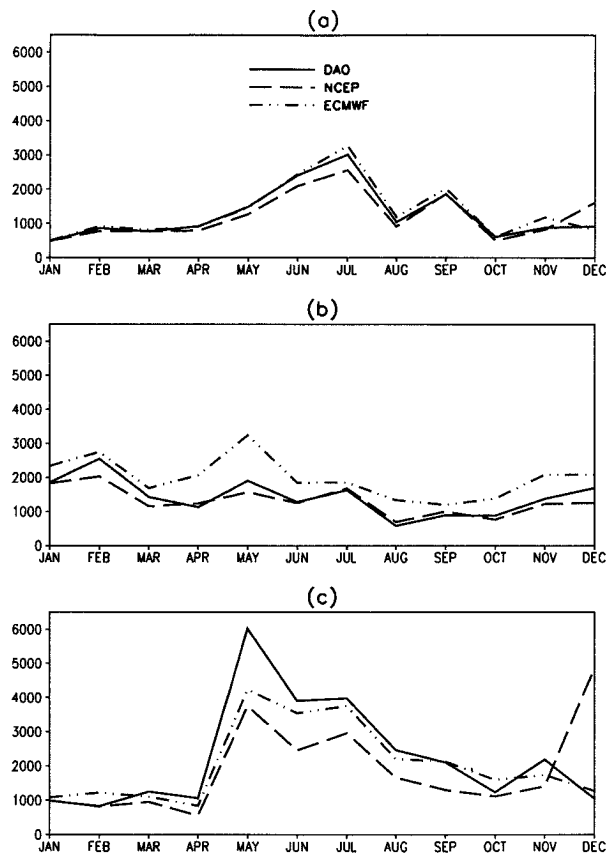 (a)
6000
5000
4000
3000
2000
1000
0
DAO
NCEP
ECMWF
JAN FEB MAR APR MAY JUN JUL AUG SEP OCT NOV DEC
(b)
6000
5000
4000
3000
2000
1000
0
JAN FEB MAR APR MAY JUN JUL AUG SEP OCT NOV DEC
(c)
6000
5000
4000
3000
2000
1000
0
JAN FEB MAR APR MAY JUN JUL AUG SEP OCT NOV DEC